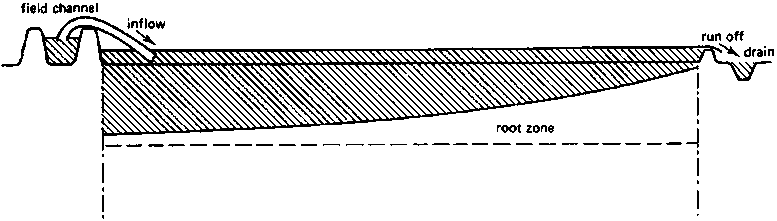 field channel
inflow
run off
drain
root zone